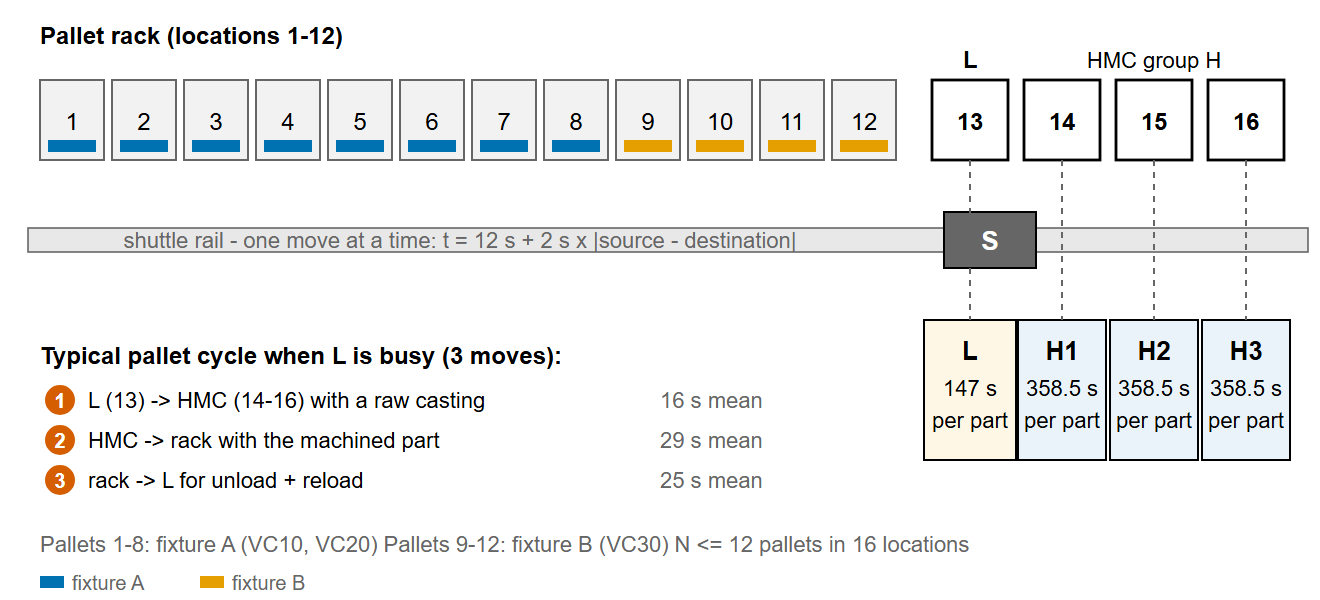 Pallet rack (locations 1-12)
L
HMC group H
1 2 3 4 5 6 7 8 9 10 11 12 13 14 15 16
shuttle rail - one move at a time: t = 12 s + 2 s x |source - destination|
S
L H1 H2 H3
147 s 358.5 s 358.5 s 358.5 s
per part per part per part per part
Typical pallet cycle when L is busy (3 moves):
1 L (13) -> HMC (14-16) with a raw casting 16 s mean
2 HMC -> rack with the machined part 29 s mean
3 rack -> L for unload + reload 25 s mean
Pallets 1-8: fixture A (VC10, VC20) Pallets 9-12: fixture B (VC30) N <= 12 pallets in 16 locations
fixture A fixture B